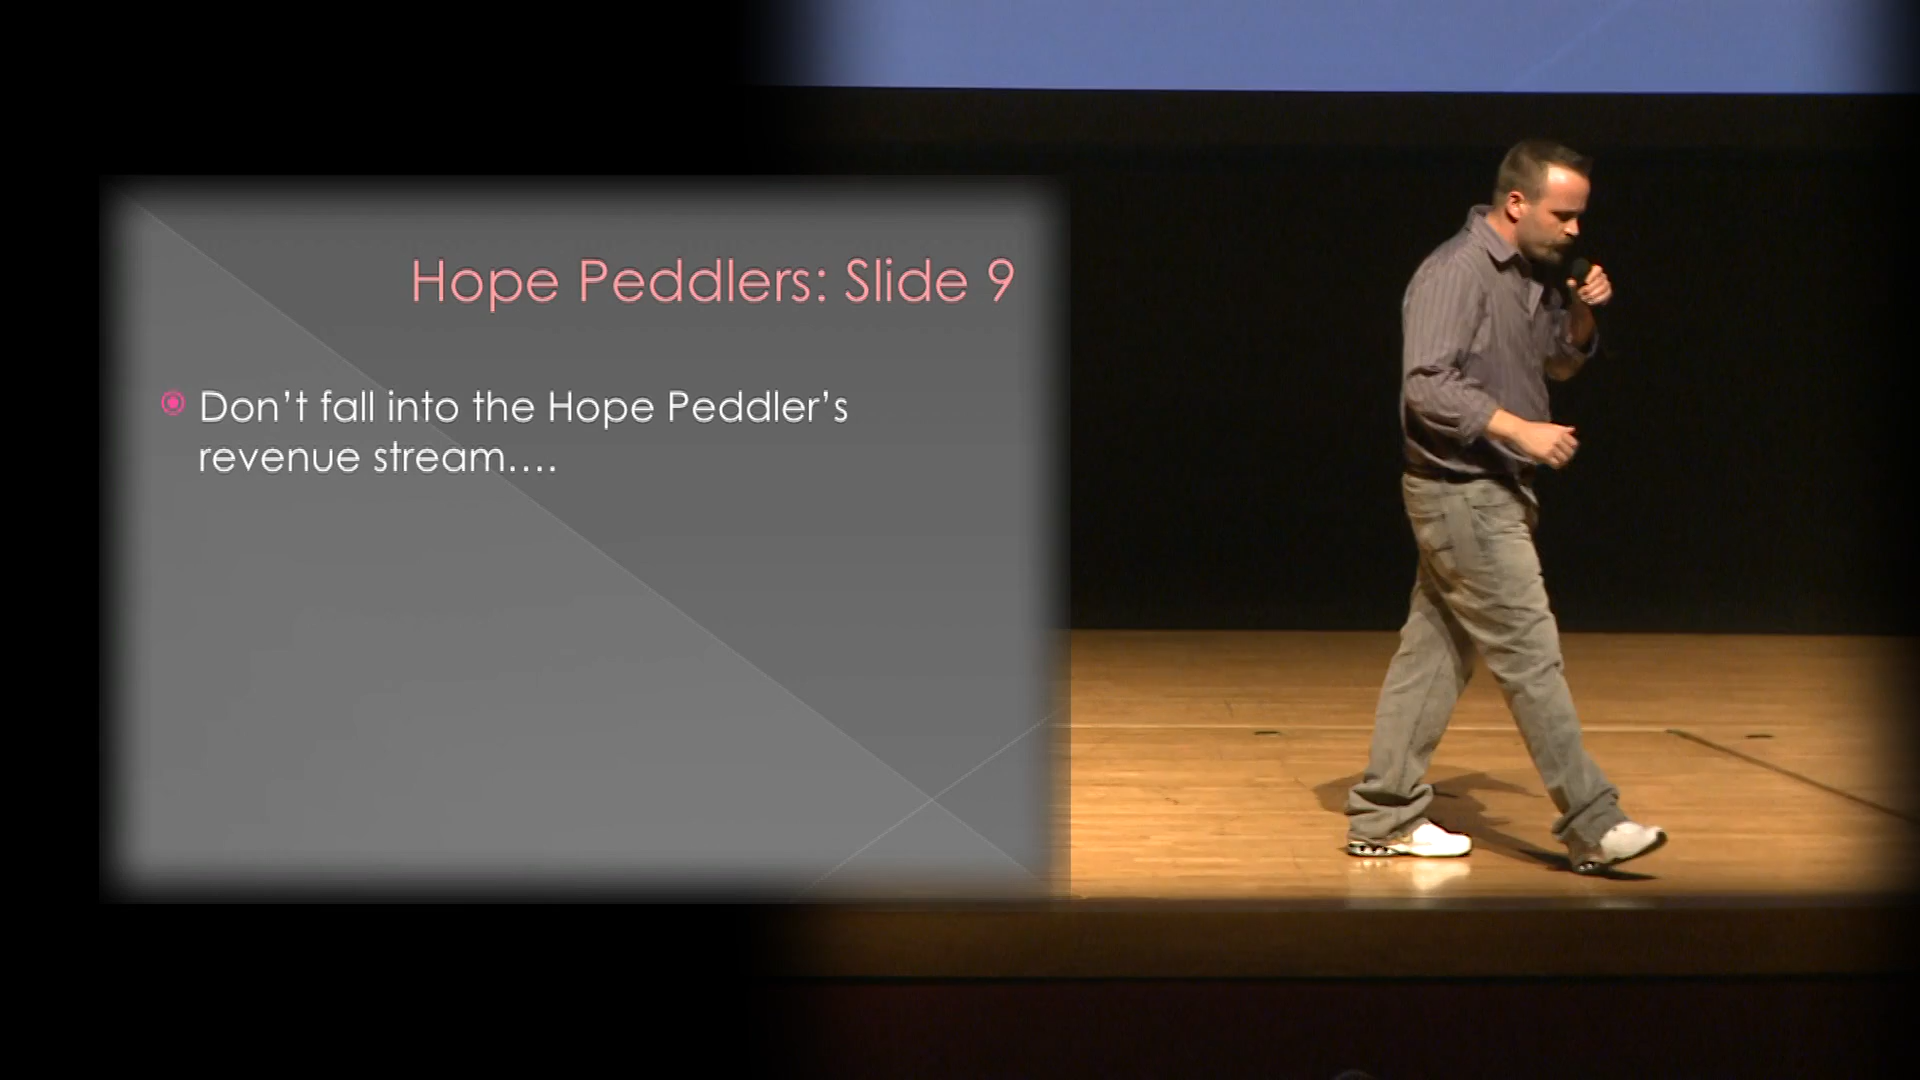 Hope Peddlers: Slide 9
Don’t fall into the Hope Peddler’s
revenue stream....